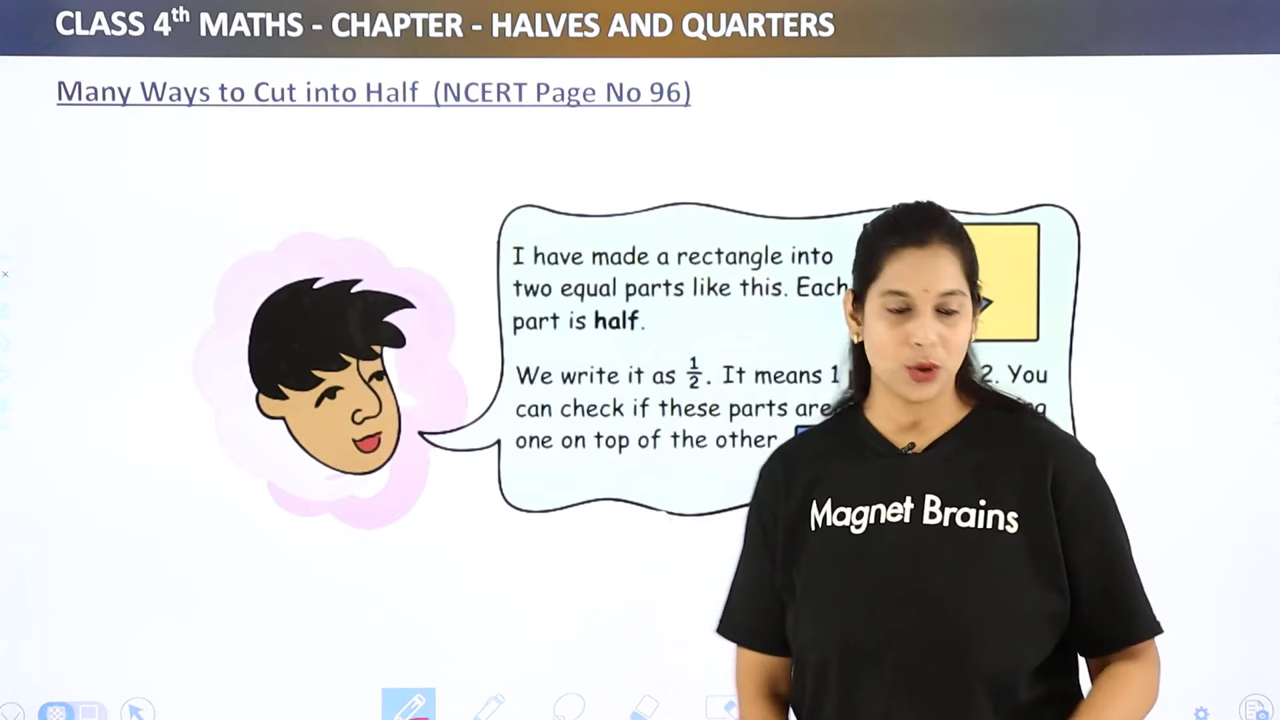 CLASS 4th MATHS - CHAPTER - HALVES AND QUARTERS
Many Ways to Cut into Half (NCERT Page No 96)
I have made a rectangle into
two equal parts like this. Each
part is half.
We write it as 1/2. It means 1 2. You
can check if these parts are
one on top of the other
Magnet Brains